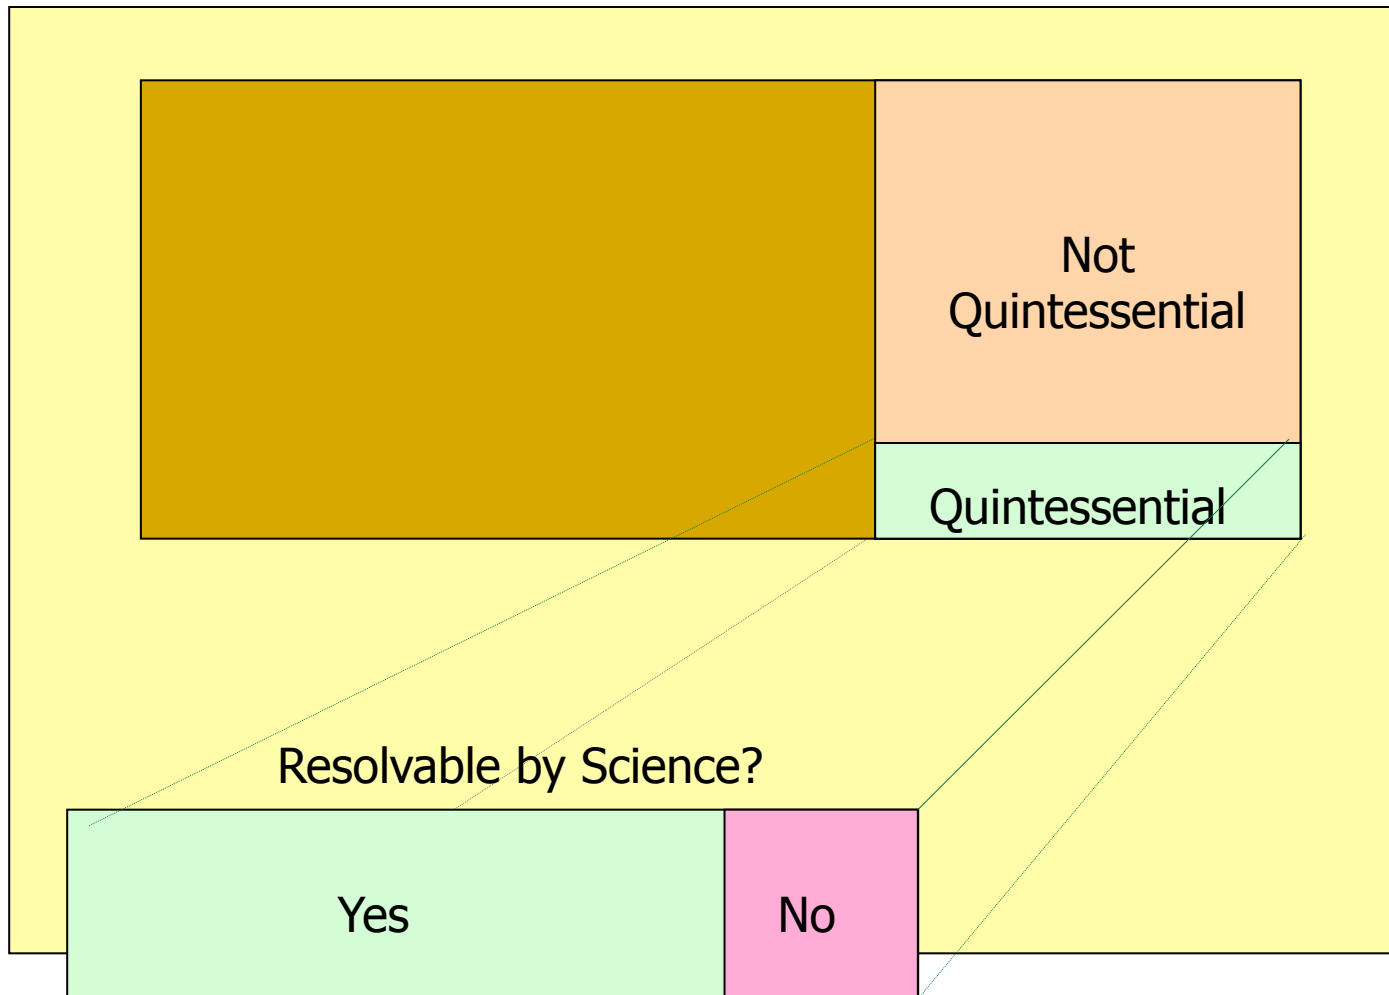 Not
Quintessential
Quintessential
Resolvable by Science?
Yes
No